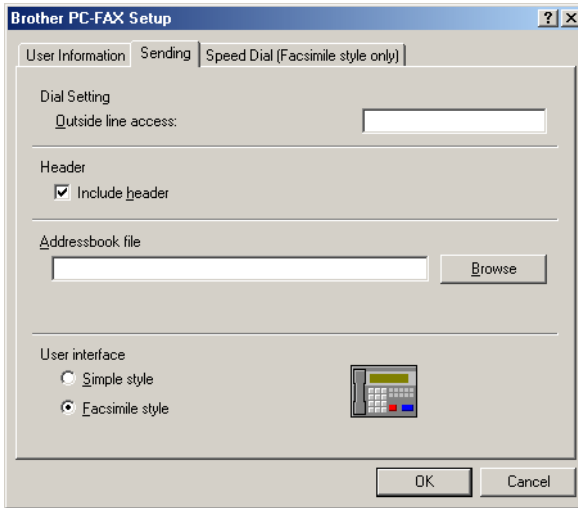 Brother PC-FAX Setup
User Information Sending Speed Dial (Facsimile style only)
Dial Setting
Outside line access:
Header
Include header
Addressbook file
Browse
User interface
Simple style
Facsimile style
OK Cancel